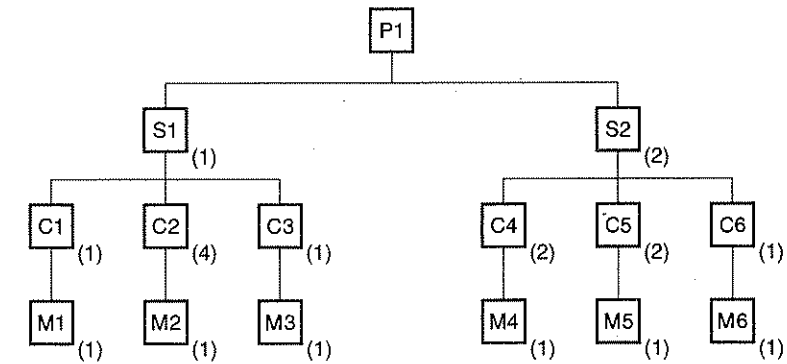 P1
S1 S2
(1) (2)
C1 C2 C3 C4 C5 C6
(1) (4) (1) (2) (2) (1)
M1 M2 M3 M4 M5 M6
(1) (1) (1) (1) (1) (1)